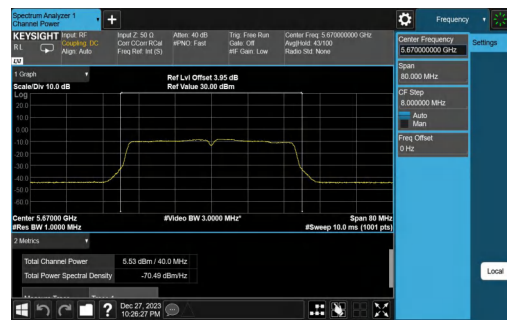 Spectrum Analyzer 1
Channel Power
+
Frequency
KEYSIGHT
RL
Input: RF
Coupling: DC
Align: Auto
Input Z: 50 Ω
Corr CCorr RCal
Freq Ref: Int (S)
Atten: 40 dB
#PNO: Fast
Trig: Free Run
Gate: Off
#IF Gain: Low
Center Freq: 5.670000000 GHz
Avg|Hold: 43/100
Radio Std: None
Center Frequency
5.670000000 GHz
Settings
Span
80.000 MHz
CF Step
8.000000 MHz
Auto
Man
Freq Offset
0 Hz
Local
1 Graph
Scale/Div 10.0 dB
Ref Lvl Offset 3.95 dB
Ref Value 30.00 dBm
Log
20.0
10.0
0.00
-10.0
-20.0
-30.0
-40.0
-50.0
-60.0
Center 5.67000 GHz
#Res BW 1.0000 MHz
#Video BW 3.0000 MHz*
Span 80 MHz
#Sweep 10.0 ms (1001 pts)
2 Metrics
Total Channel Power 5.53 dBm / 40.0 MHz
Total Power Spectral Density -70.49 dBm/Hz
?
Dec 27, 2023
10:26:27 PM